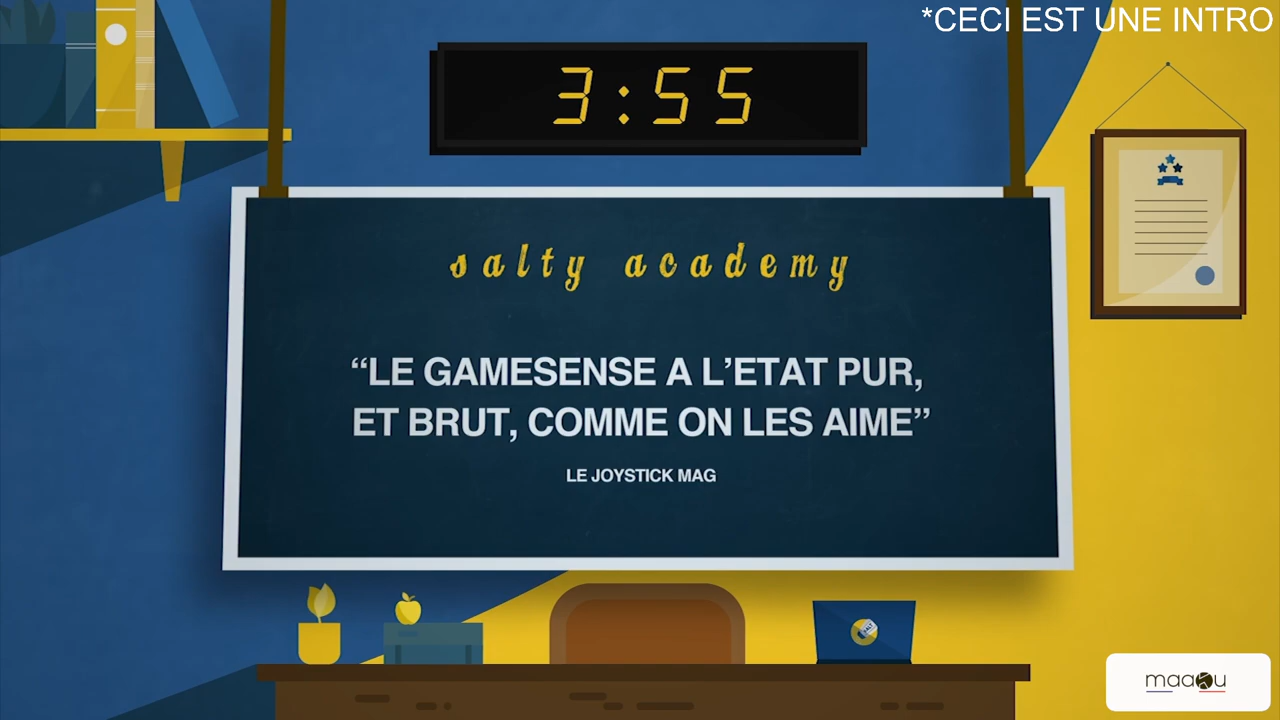 *CECI EST UNE INTRO
3:55
salty academy
“LE GAMESENSE A L’ETAT PUR,
ET BRUT, COMME ON LES AIME”
LE JOYSTICK MAG
maaku